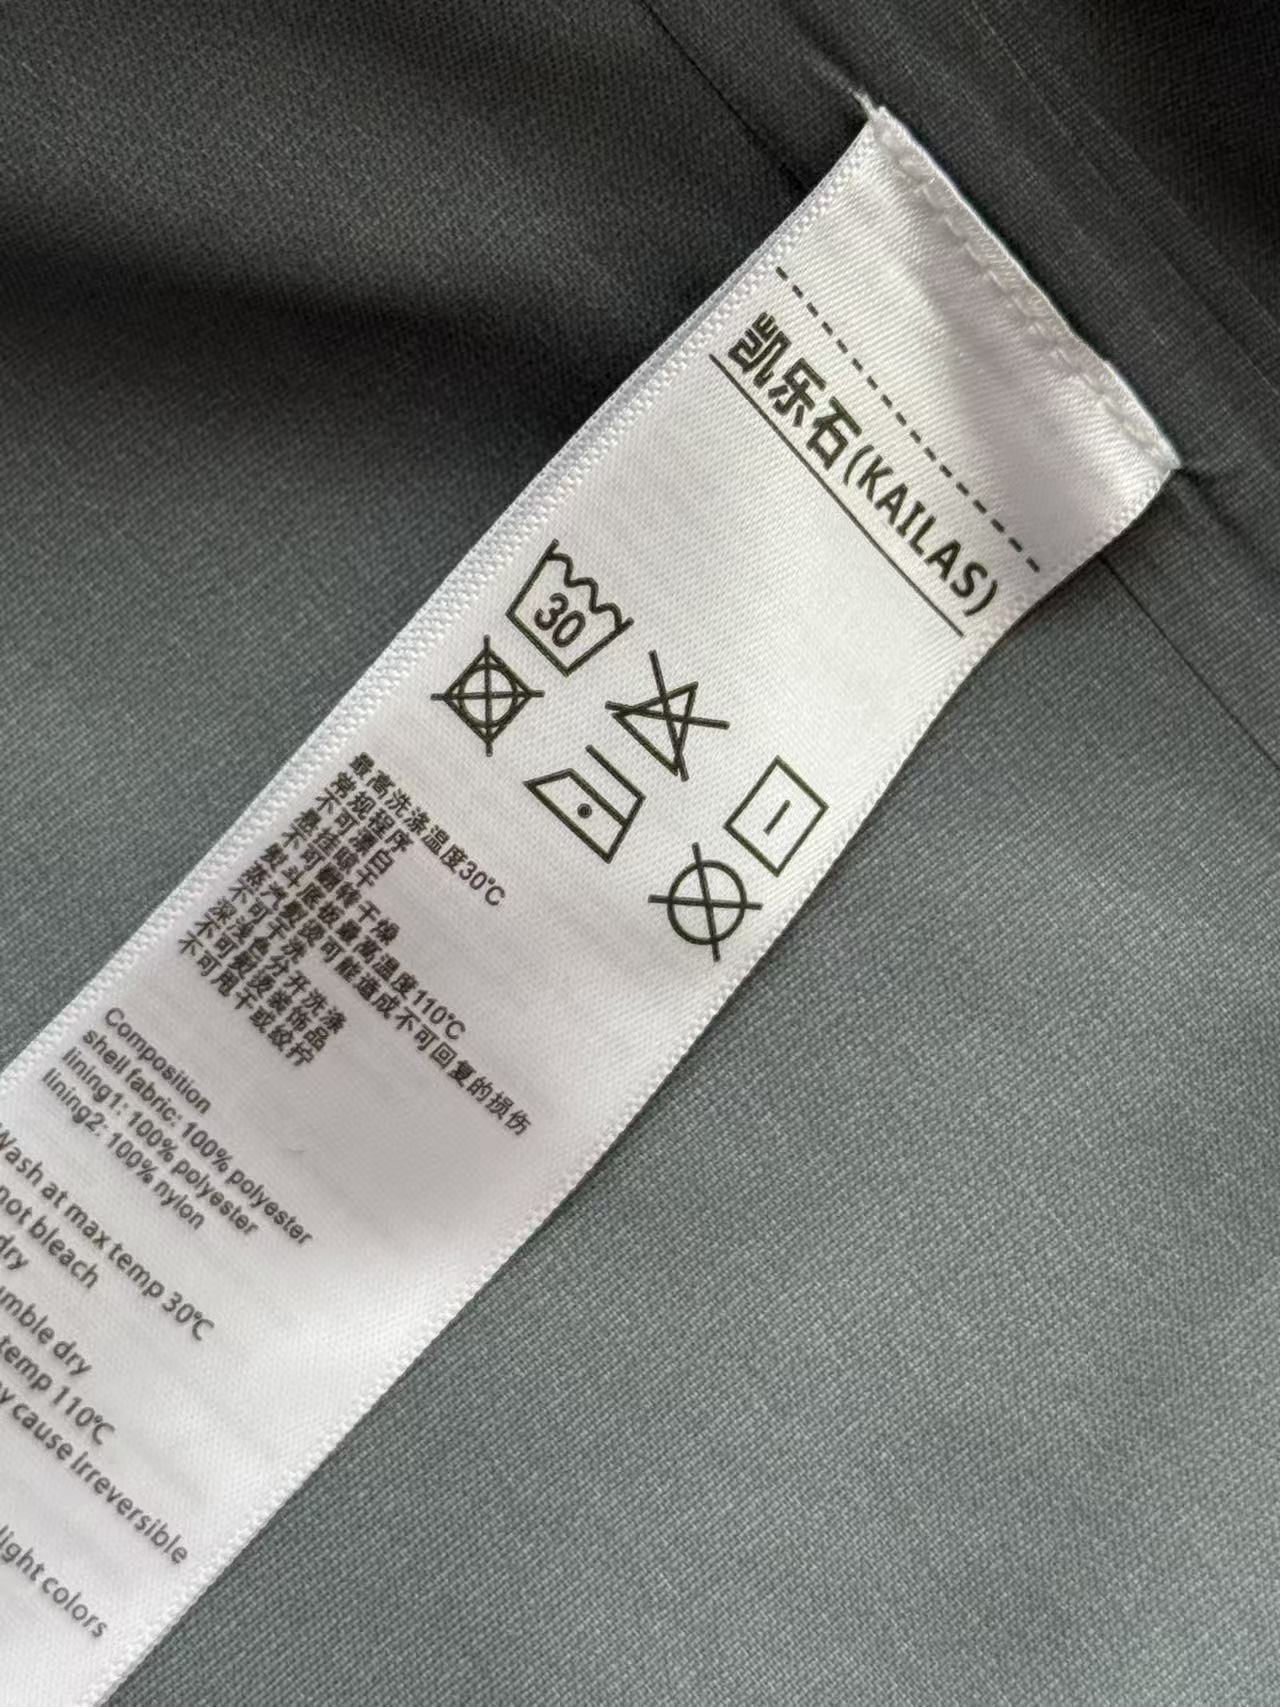 凯乐石(KAILAS)
30
最高洗涤温度30℃
常规程序
不可漂白
悬挂晾干
不可翻转干燥
熨斗底板最高温度110℃
蒸汽熨烫可能造成不可回复的损伤
不可干洗
深浅色分开洗涤
不可熨烫装饰品
不可甩干或绞拧
Composition
shell fabric: 100% polyester
lining1: 100% polyester
lining2: 100% nylon
Wash at max temp 30℃
not bleach
dry
umble dry
temp 110℃
y cause Irreversible
light colors